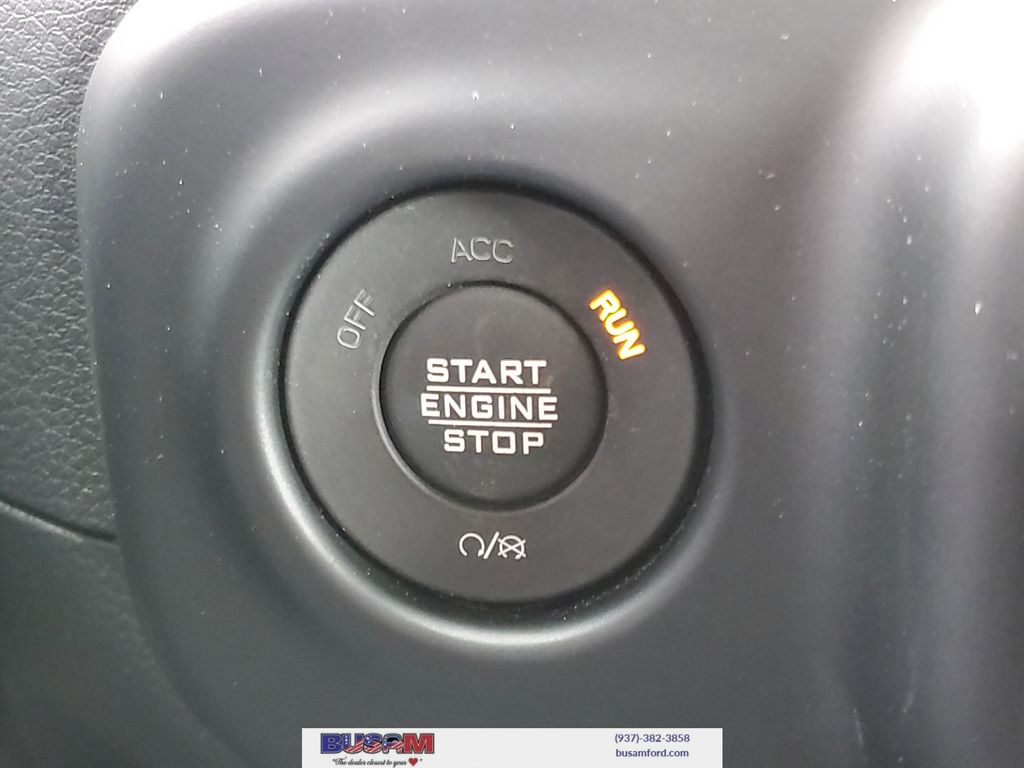 ACC
OFF
RUN
START
ENGINE
STOP
BUSAM
"The dealer closest to your
(937)-382-3858
busamford.com